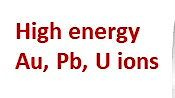 High energy
Au, Pb, U ions